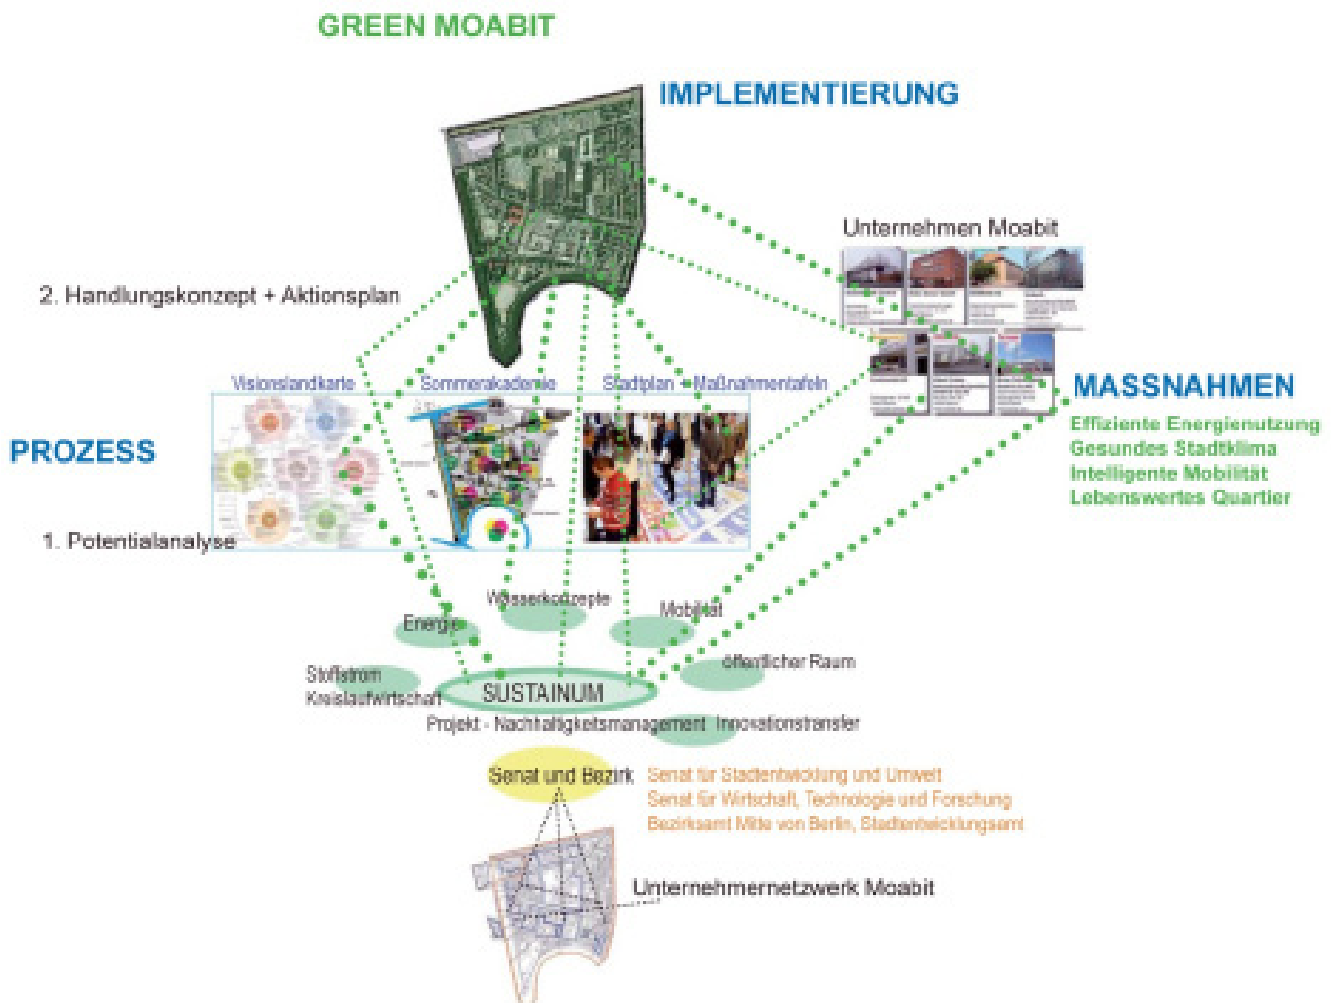 GREEN MOABIT
IMPLEMENTIERUNG
Unternehmen Moabit
2. Handlungskonzept + Aktionsplan
Visionslandkarte
Sommerakademie
Stadtplan + Maßnahmentafeln
MASSNAHMEN
Effiziente Energienutzung
Gesundes Stadtklima
Intelligente Mobilität
Lebenswertes Quartier
PROZESS
1. Potentialanalyse
Wasserkonzepte
Energie
Mobilität
öffentlicher Raum
Stoffstrom
Kreislaufwirtschaft
SUSTAINUM
Projekt - Nachhaltigkeitsmanagement
Innovationstransfer
Senat und Bezirk
Senat für Stadtentwicklung und Umwelt
Senat für Wirtschaft, Technologie und Forschung
Bezirksamt Mitte von Berlin, Stadtentwicklungsamt
Unternehmernetzwerk Moabit